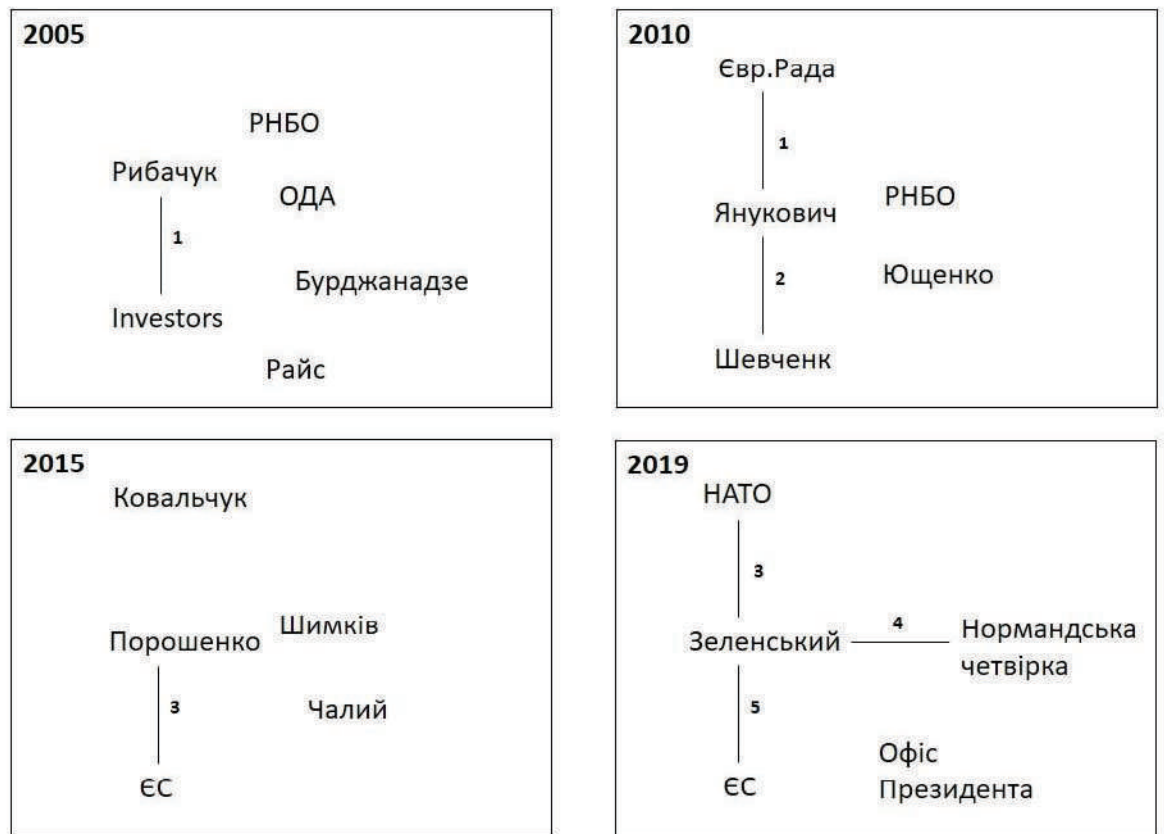 2005
РНБО
Рибачук
ОДА
1
Бурджанадзе
Investors
Райс
2010
Євр.Рада
1
Янукович
РНБО
2
Ющенко
Шевченк
2015
Ковальчук
Шимків
Порошенко
3
Чалий
ЄС
2019
НАТО
3
4
Зеленський
Нормандська
четвірка
5
Офіс
Президента
ЄС